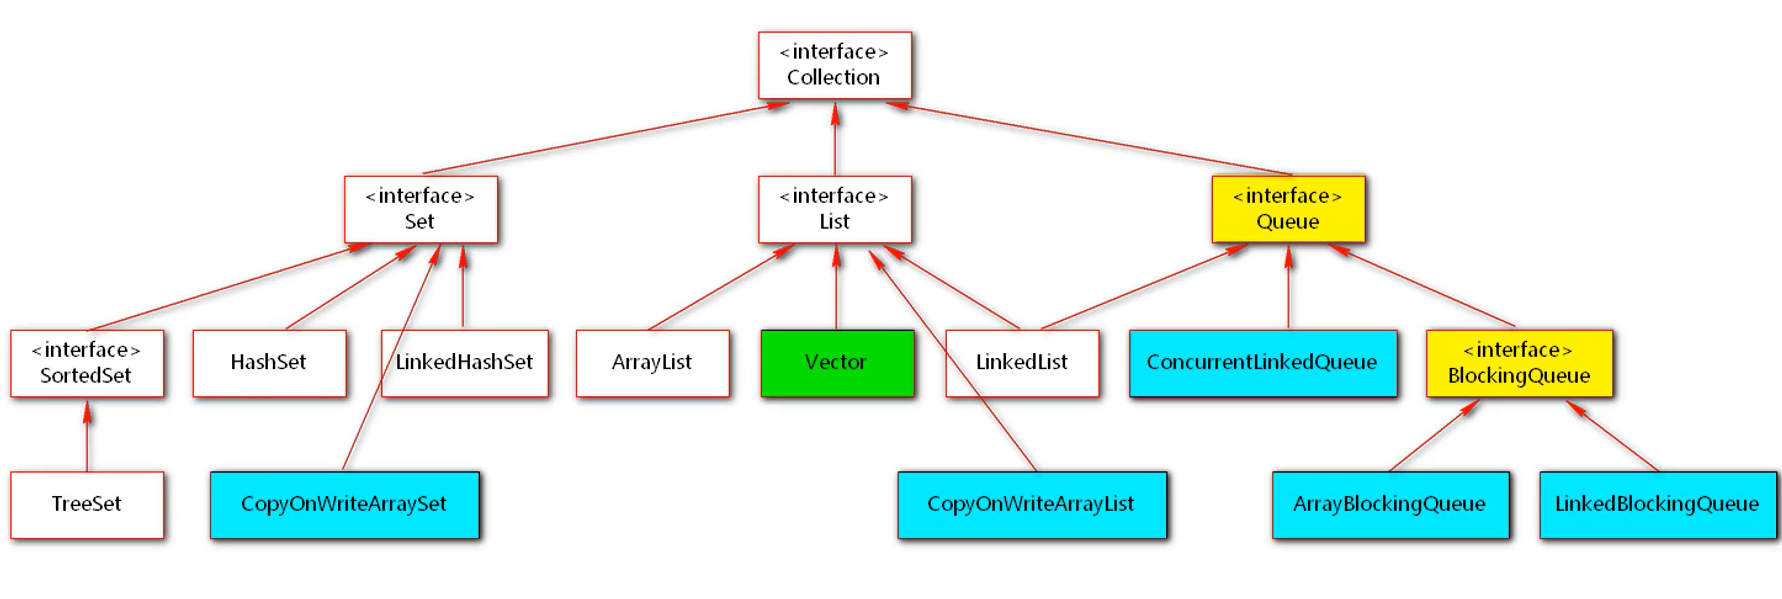 <interface>
Collection
<interface>
Set
<interface>
List
<interface>
Queue
<interface>
SortedSet
HashSet
LinkedHashSet
ArrayList
Vector
LinkedList
ConcurrentLinkedQueue
<interface>
BlockingQueue
TreeSet
CopyOnWriteArraySet
CopyOnWriteArrayList
ArrayBlockingQueue
LinkedBlockingQueue